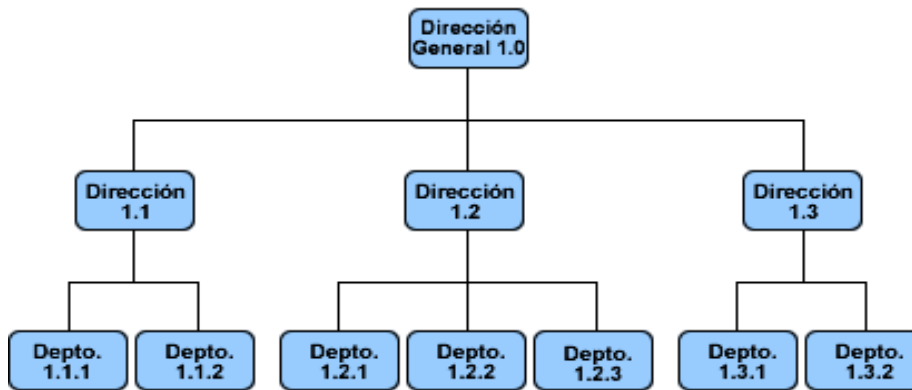 Dirección
General 1.0
Dirección
1.1
Dirección
1.2
Dirección
1.3
Depto.
1.1.1
Depto.
1.1.2
Depto.
1.2.1
Depto.
1.2.2
Depto.
1.2.3
Depto.
1.3.1
Depto.
1.3.2